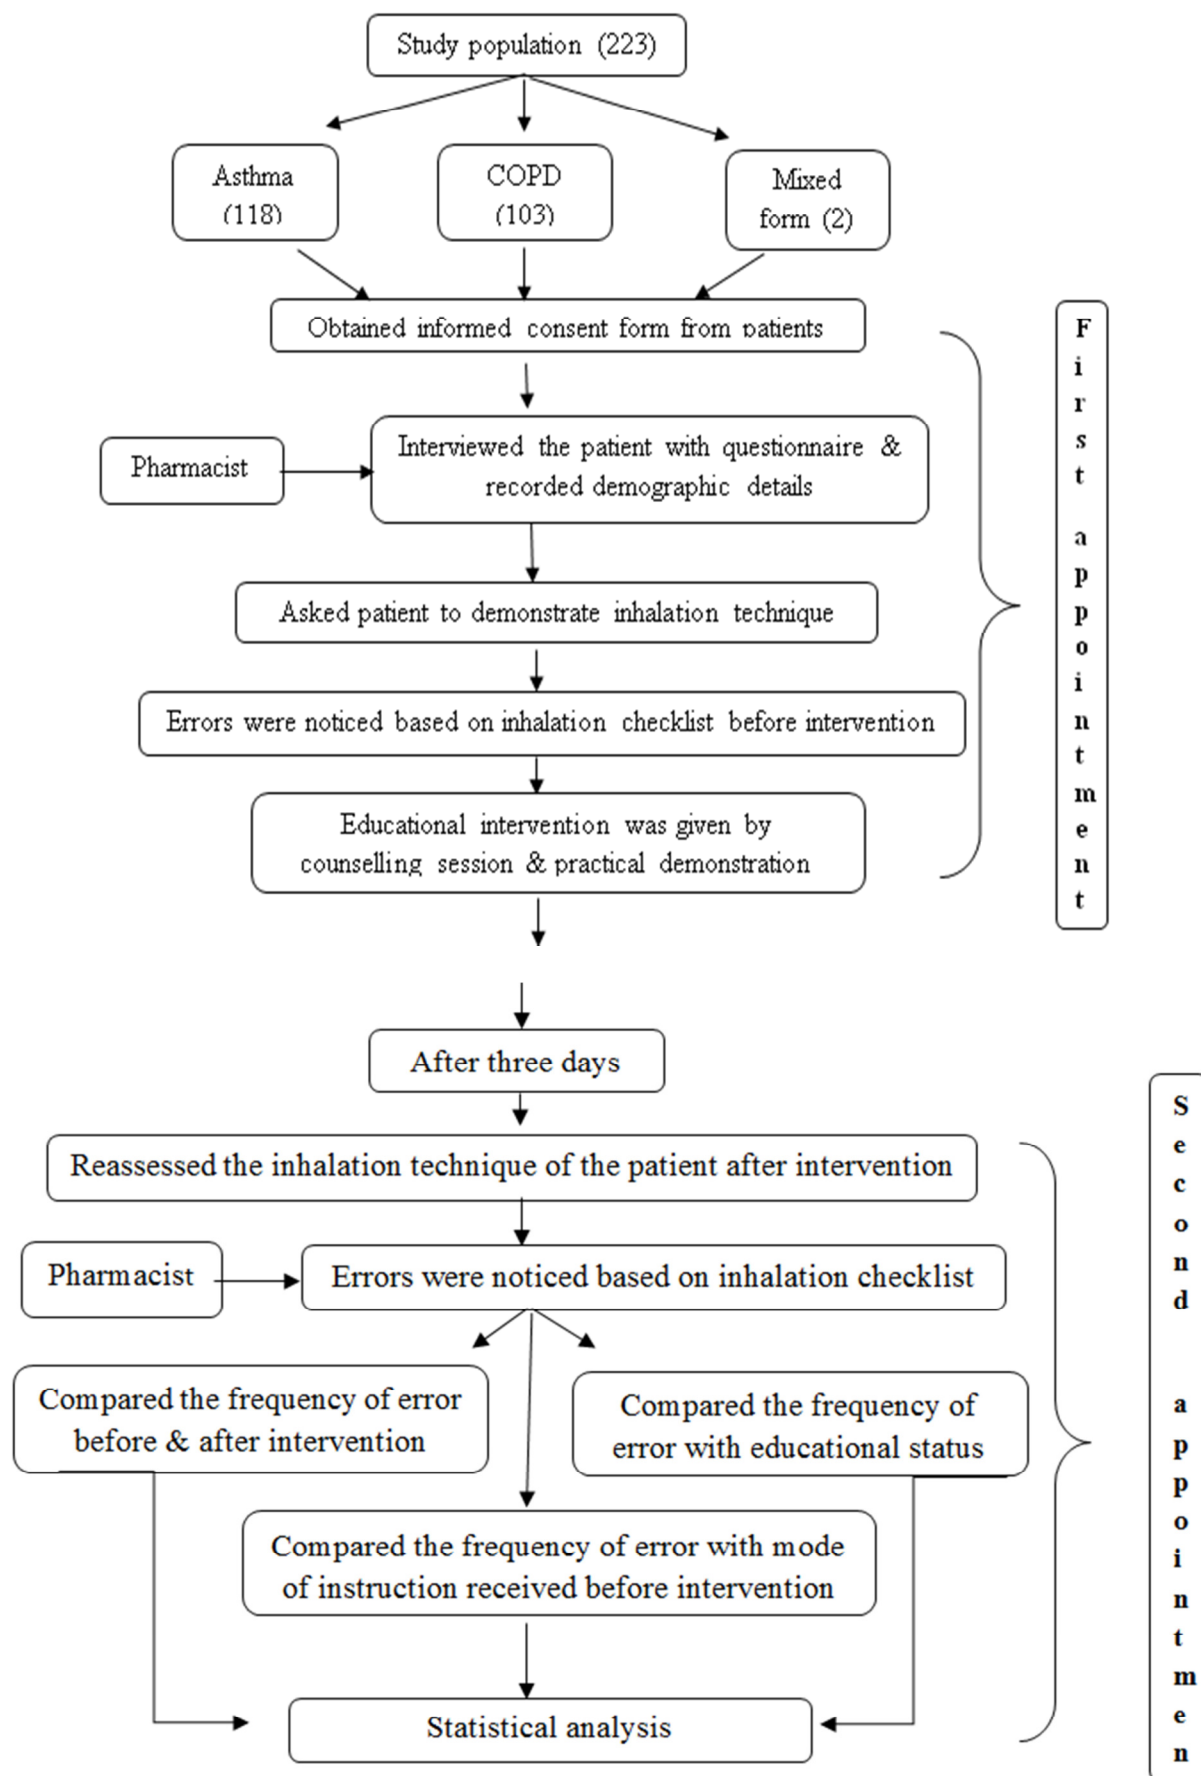 Study population (223)
Asthma
(118)
COPD
(103)
Mixed
form (2)
Obtained informed consent form from patients
Pharmacist
Interviewed the patient with questionnaire &
recorded demographic details
Asked patient to demonstrate inhalation technique
Errors were noticed based on inhalation checklist before intervention
Educational intervention was given by
counselling session & practical demonstration
First appointment
After three days
Reassessed the inhalation technique of the patient after intervention
Pharmacist
Errors were noticed based on inhalation checklist
Compared the frequency of error
before & after intervention
Compared the frequency of
error with educational status
Compared the frequency of error with mode
of instruction received before intervention
Statistical analysis
Second appointmen